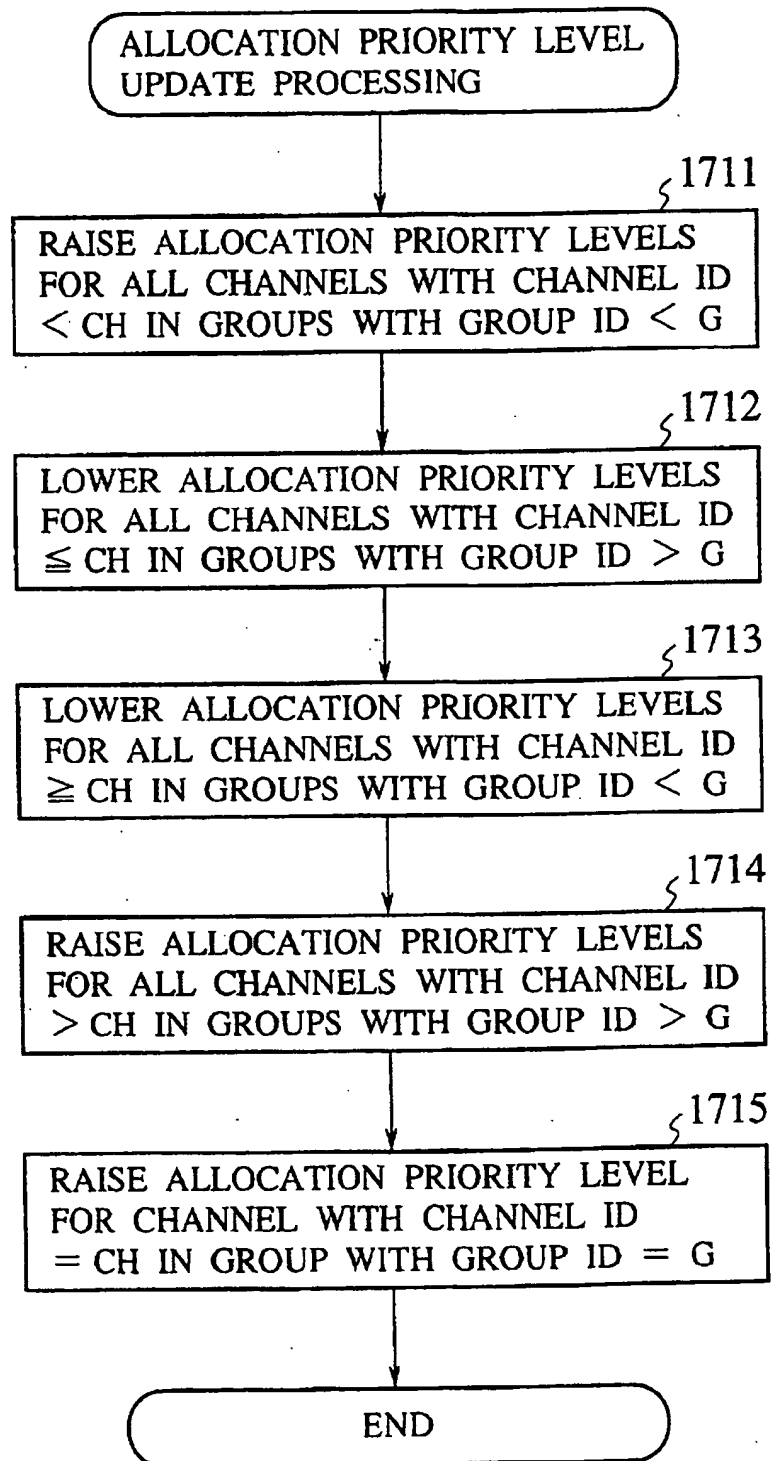 ALLOCATION PRIORITY LEVEL
UPDATE PROCESSING
1711
RAISE ALLOCATION PRIORITY LEVELS
FOR ALL CHANNELS WITH CHANNEL ID
< CH IN GROUPS WITH GROUP ID < G
1712
LOWER ALLOCATION PRIORITY LEVELS
FOR ALL CHANNELS WITH CHANNEL ID
≦ CH IN GROUPS WITH GROUP ID > G
1713
LOWER ALLOCATION PRIORITY LEVELS
FOR ALL CHANNELS WITH CHANNEL ID
≧ CH IN GROUPS WITH GROUP ID < G
1714
RAISE ALLOCATION PRIORITY LEVELS
FOR ALL CHANNELS WITH CHANNEL ID
> CH IN GROUPS WITH GROUP ID > G
1715
RAISE ALLOCATION PRIORITY LEVEL
FOR CHANNEL WITH CHANNEL ID
= CH IN GROUP WITH GROUP ID = G
END